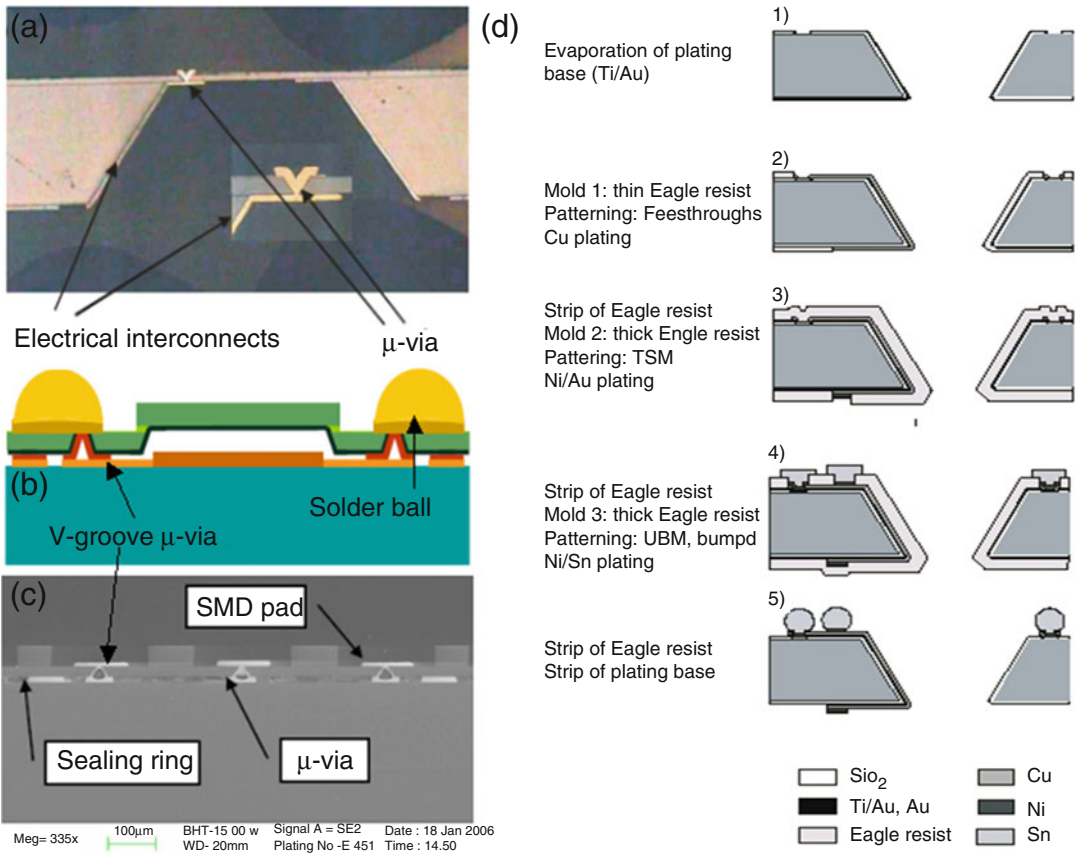 (a)
Electrical interconnects
μ-via
(b)
Solder ball
V-groove μ-via
(c)
SMD pad
Sealing ring
μ-via
Meg= 335x
100μm
BHT-15 00 w
WD- 20mm
Signal A = SE2
Plating No -E 451
Date : 18 Jan 2006
Time : 14.50
(d)
1)
Evaporation of plating
base (Ti/Au)
2)
Mold 1: thin Eagle resist
Patterning: Feesthroughs
Cu plating
3)
Strip of Eagle resist
Mold 2: thick Engle resist
Pattering: TSM
Ni/Au plating
4)
Strip of Eagle resist
Mold 3: thick Eagle resist
Patterning: UBM, bumpd
Ni/Sn plating
5)
Strip of Eagle resist
Strip of plating base
Sio₂
Ti/Au, Au
Eagle resist
Cu
Ni
Sn